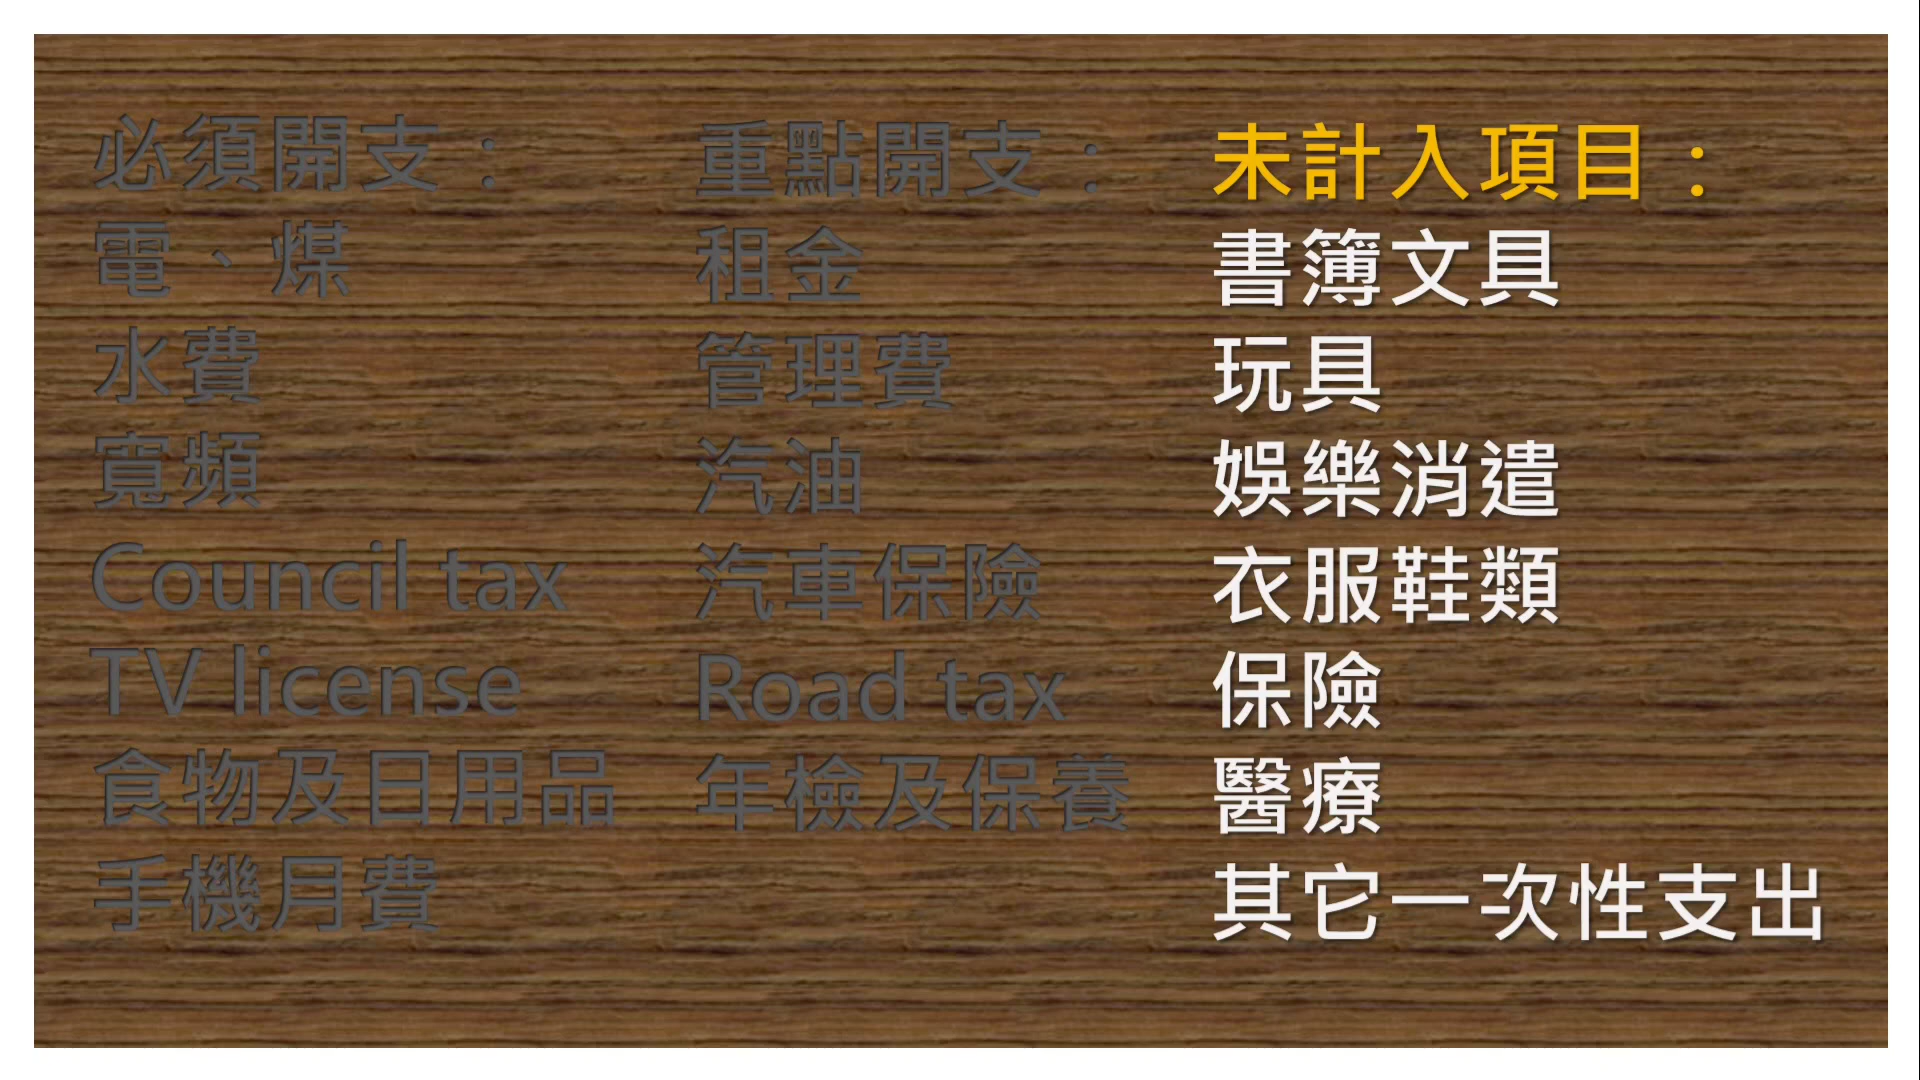 必須開支：
電、煤
水費
寬頻
Council tax
TV license
食物及日用品
手機月費
重點開支：
租金
管理費
汽油
汽車保險
Road tax
年檢及保養
未計入項目：
書簿文具
玩具
娛樂消遣
衣服鞋類
保險
醫療
其它一次性支出